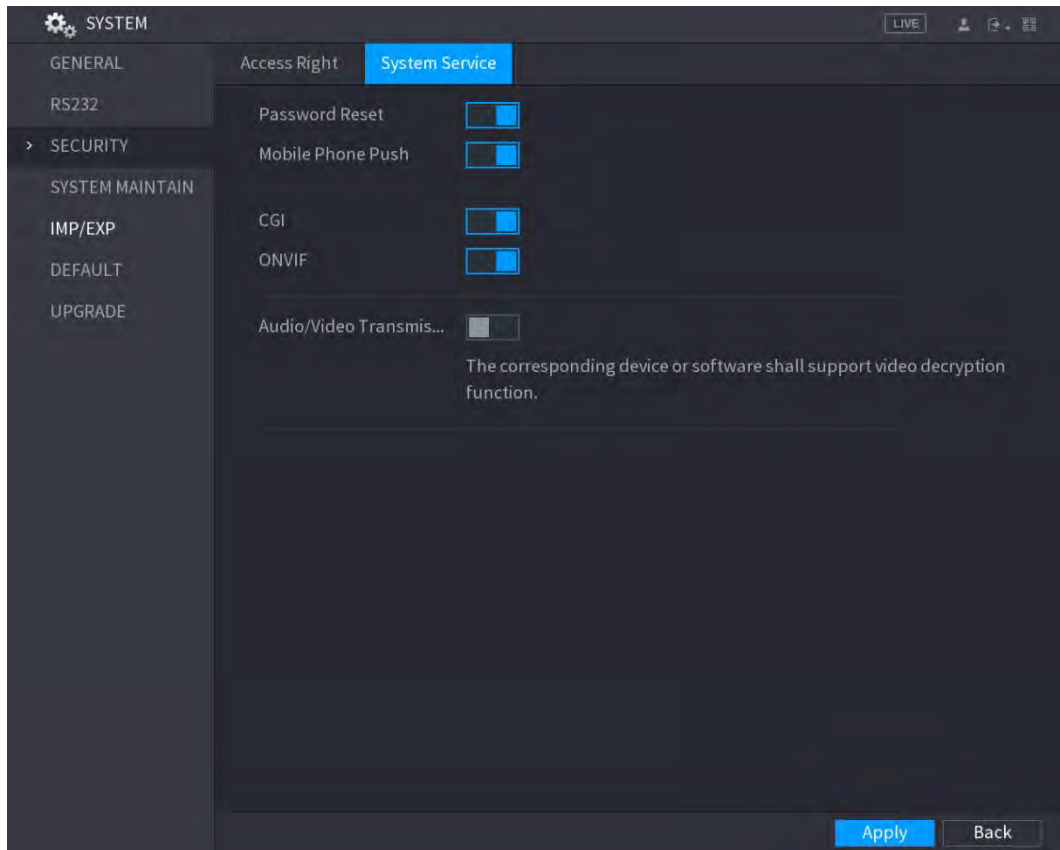 SYSTEM
LIVE
GENERAL
RS232
> SECURITY
SYSTEM MAINTAIN
IMP/EXP
DEFAULT
UPGRADE
Access Right
System Service
Password Reset
Mobile Phone Push
CGI
ONVIF
Audio/Video Transmis...
The corresponding device or software shall support video decryption
function.
Apply
Back